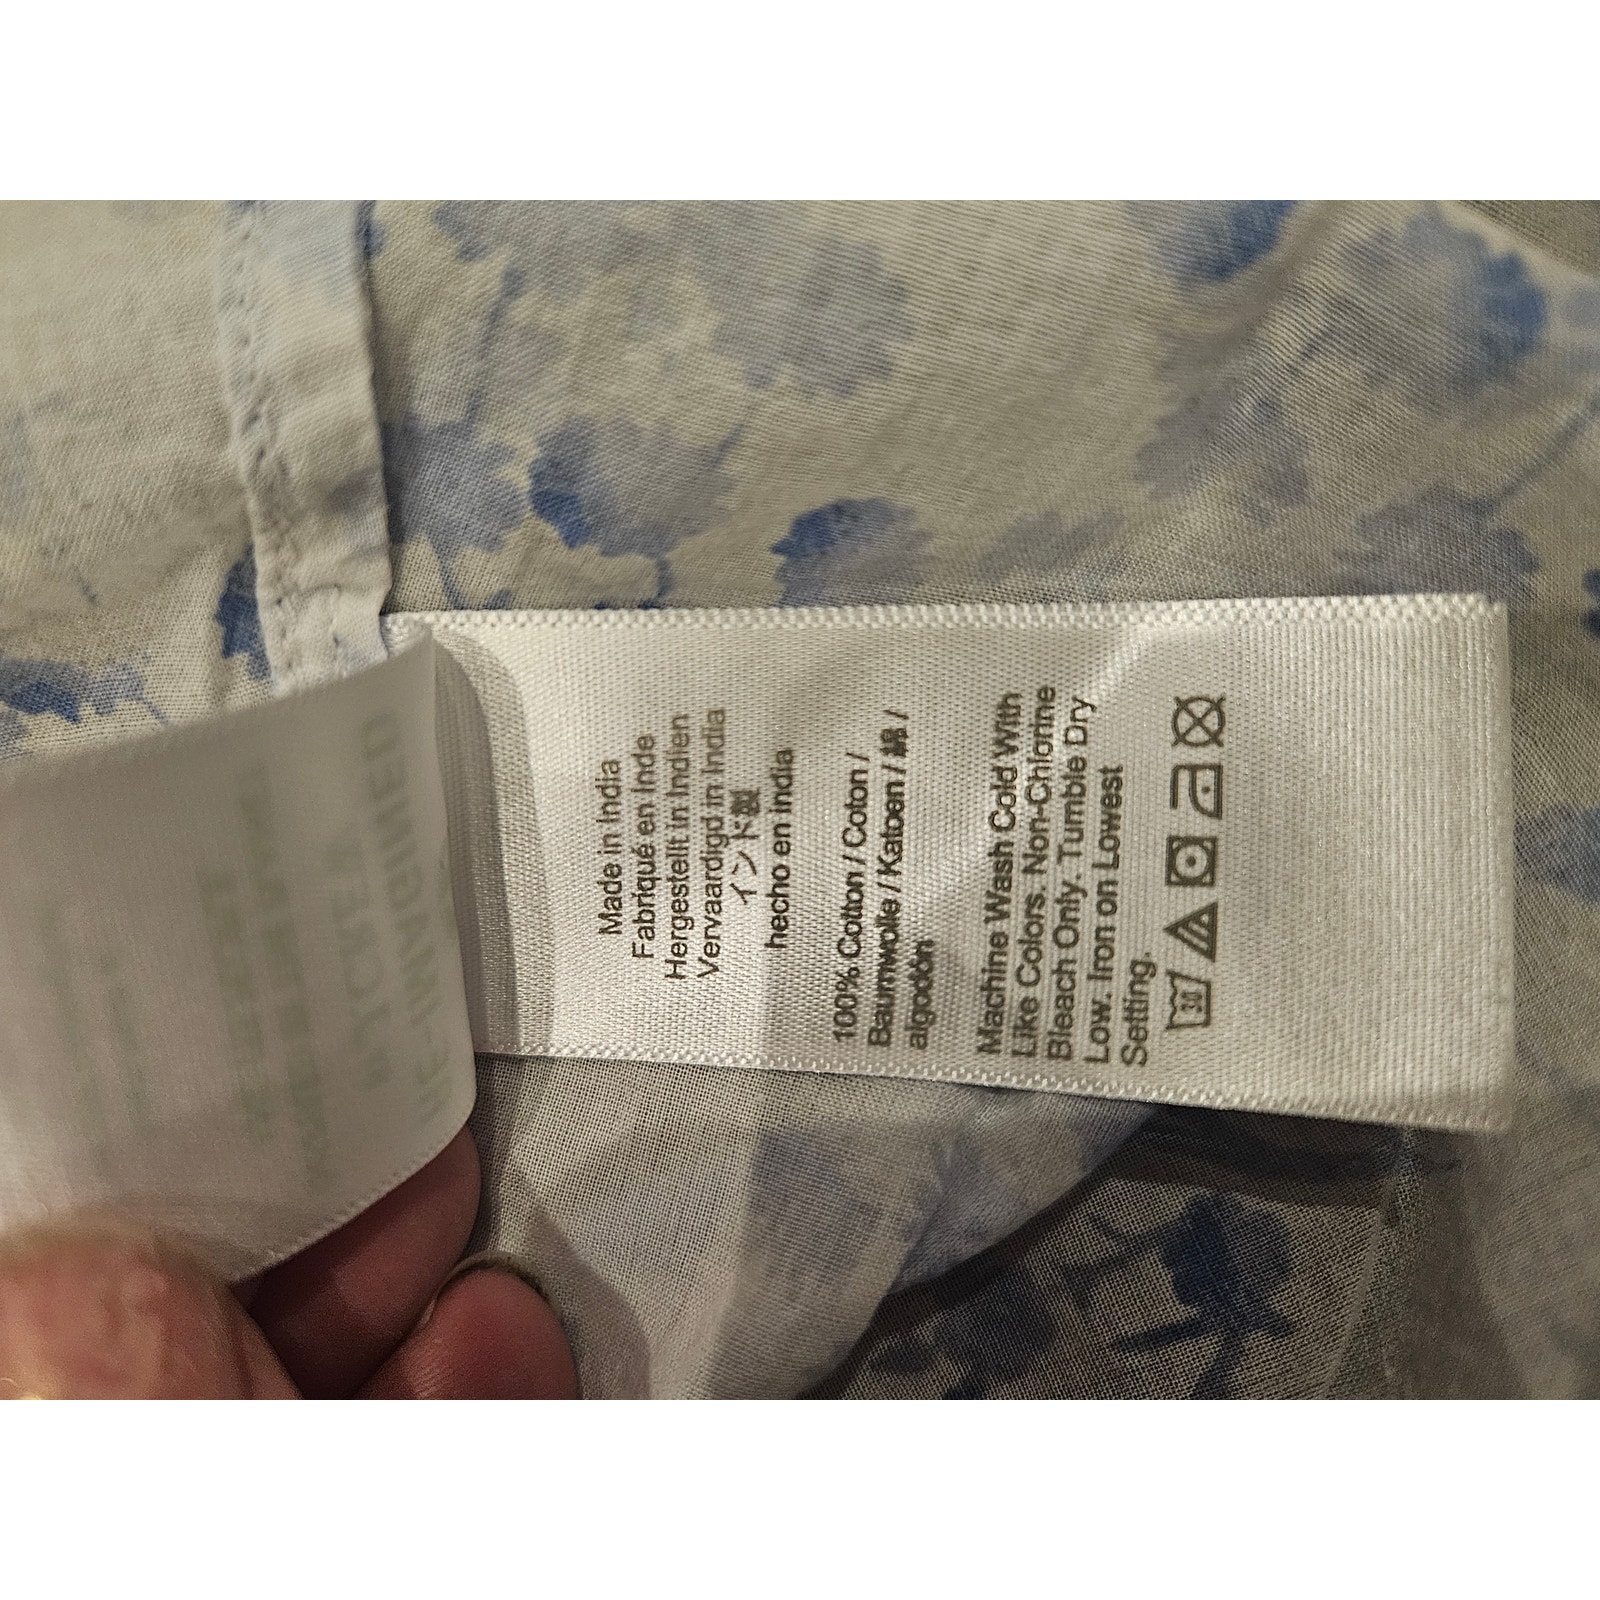 Made in India
Fabriqué en Inde
Hergestellt in Indien
Vervaardigd in India
インド製
hecho en india
100% Cotton / Coton /
Baumwolle / Katoen / 綿 /
algodón
Machine Wash Cold With
Like Colors. Non-Chlorine
Bleach Only. Tumble Dry
Low. Iron on Lowest
Setting.
30